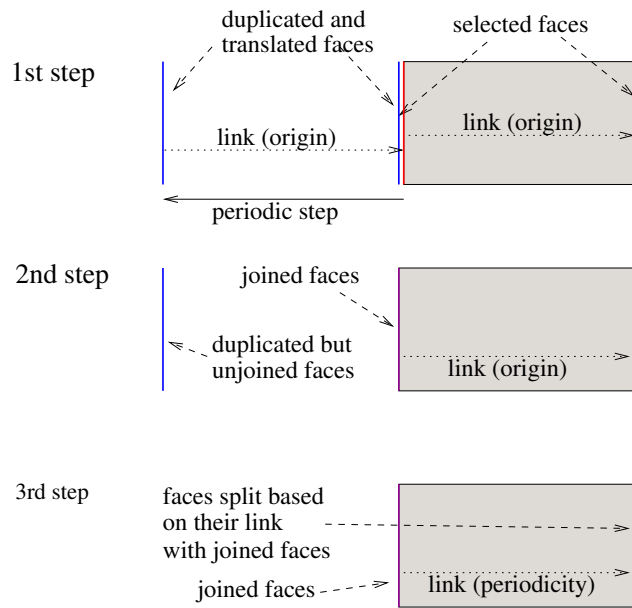 duplicated and
translated faces
selected faces
1st step
link (origin)
link (origin)
periodic step
2nd step
joined faces
duplicated but
unjoined faces
link (origin)
3rd step
faces split based
on their link
with joined faces
joined faces
link (periodicity)